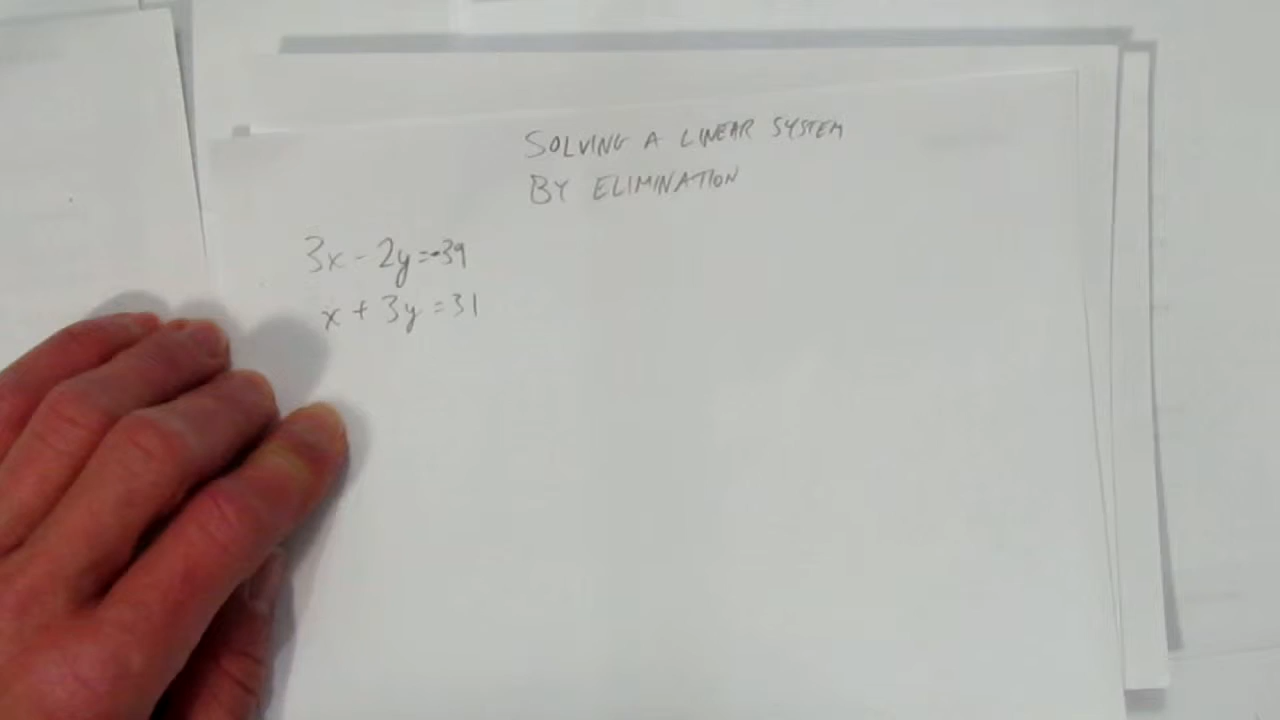 SOLVING A LINEAR SYSTEM
BY ELIMINATION
3x - 2y = -39
x + 3y = 31